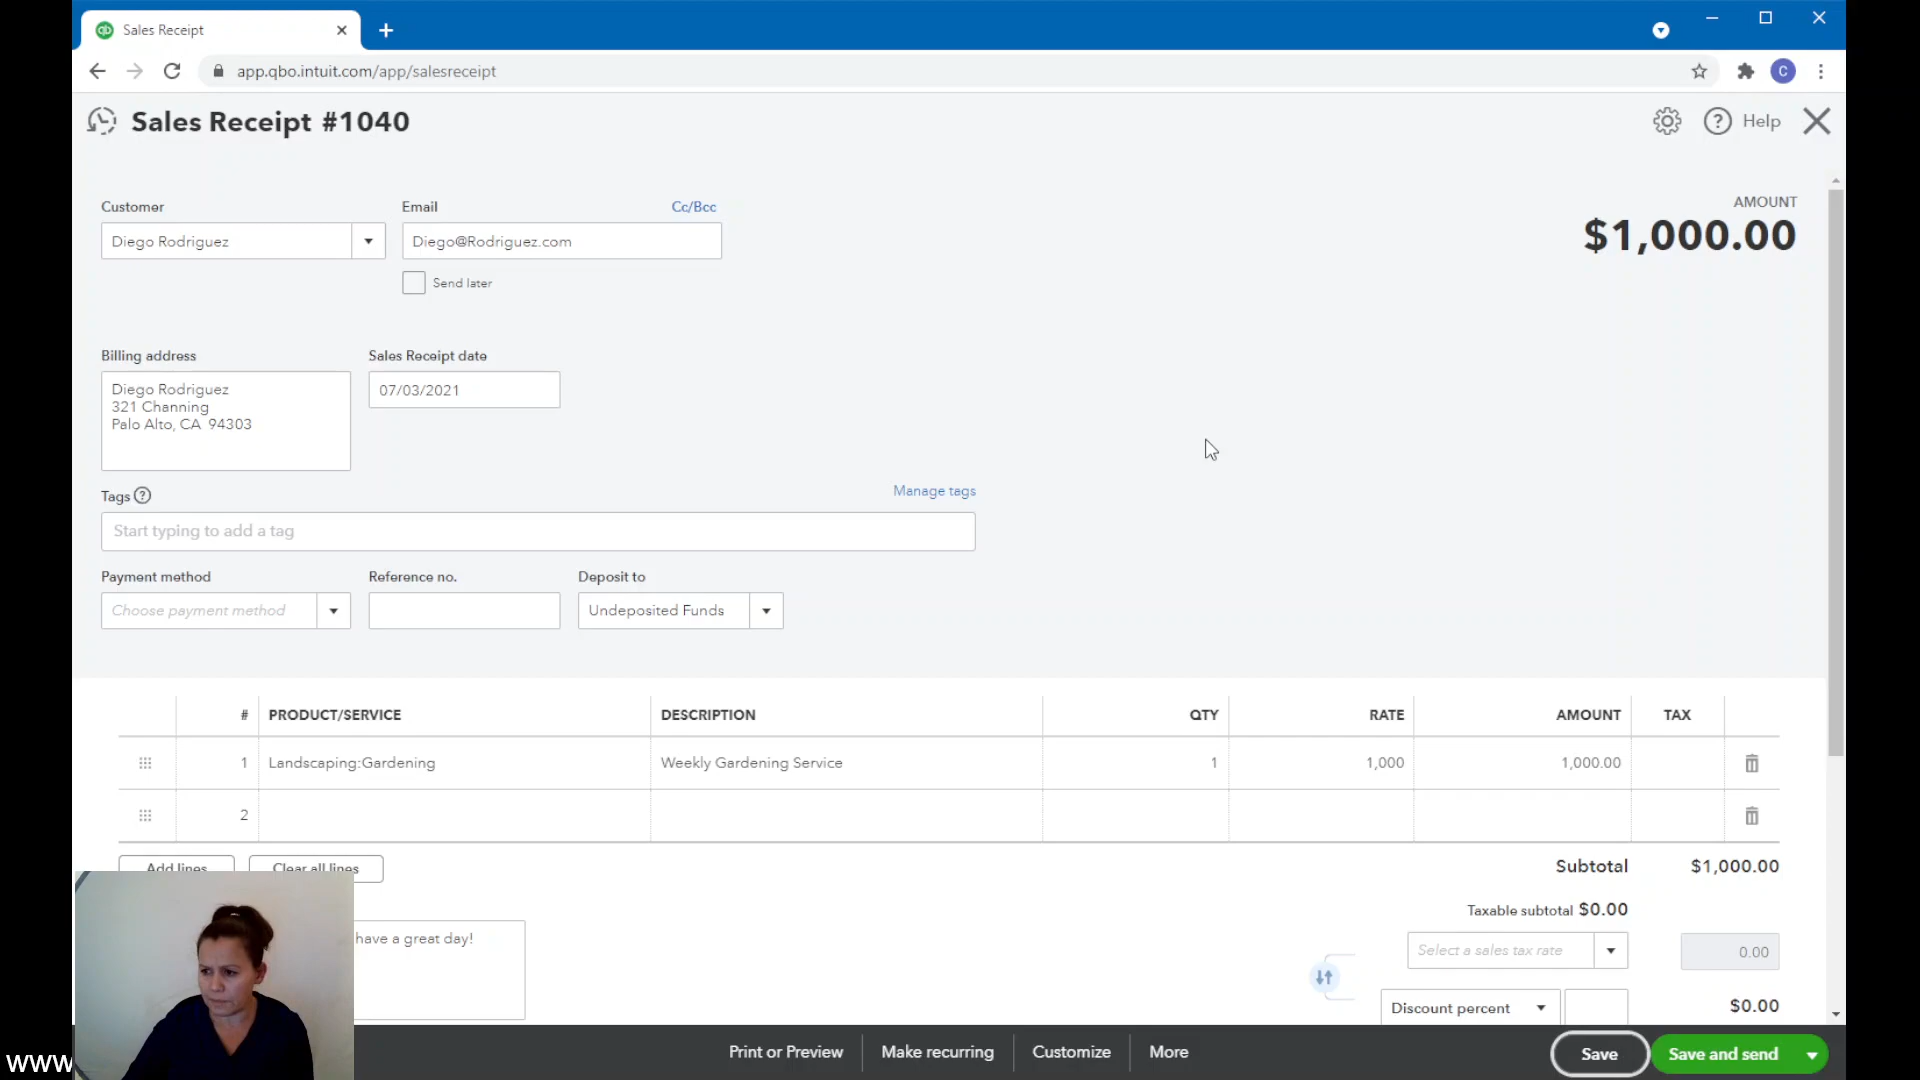 Sales Receipt
app.qbo.intuit.com/app/salesreceipt
C
Sales Receipt #1040
Help
Customer
Email
Cc/Bcc
AMOUNT
Diego Rodriguez
Diego@Rodriguez.com
$1,000.00
Send later
Billing address
Sales Receipt date
Diego Rodriguez
321 Channing
Palo Alto, CA 94303
07/03/2021
Tags
Manage tags
Start typing to add a tag
Payment method
Reference no.
Deposit to
Choose payment method
Undeposited Funds
# PRODUCT/SERVICE DESCRIPTION QTY RATE AMOUNT TAX
1 Landscaping:Gardening Weekly Gardening Service 1 1,000 1,000.00
2
Add lines
Clear all lines
Subtotal $1,000.00
Taxable subtotal $0.00
have a great day!
Select a sales tax rate
0.00
Discount percent
$0.00
www
Print or Preview
Make recurring
Customize
More
Save
Save and send